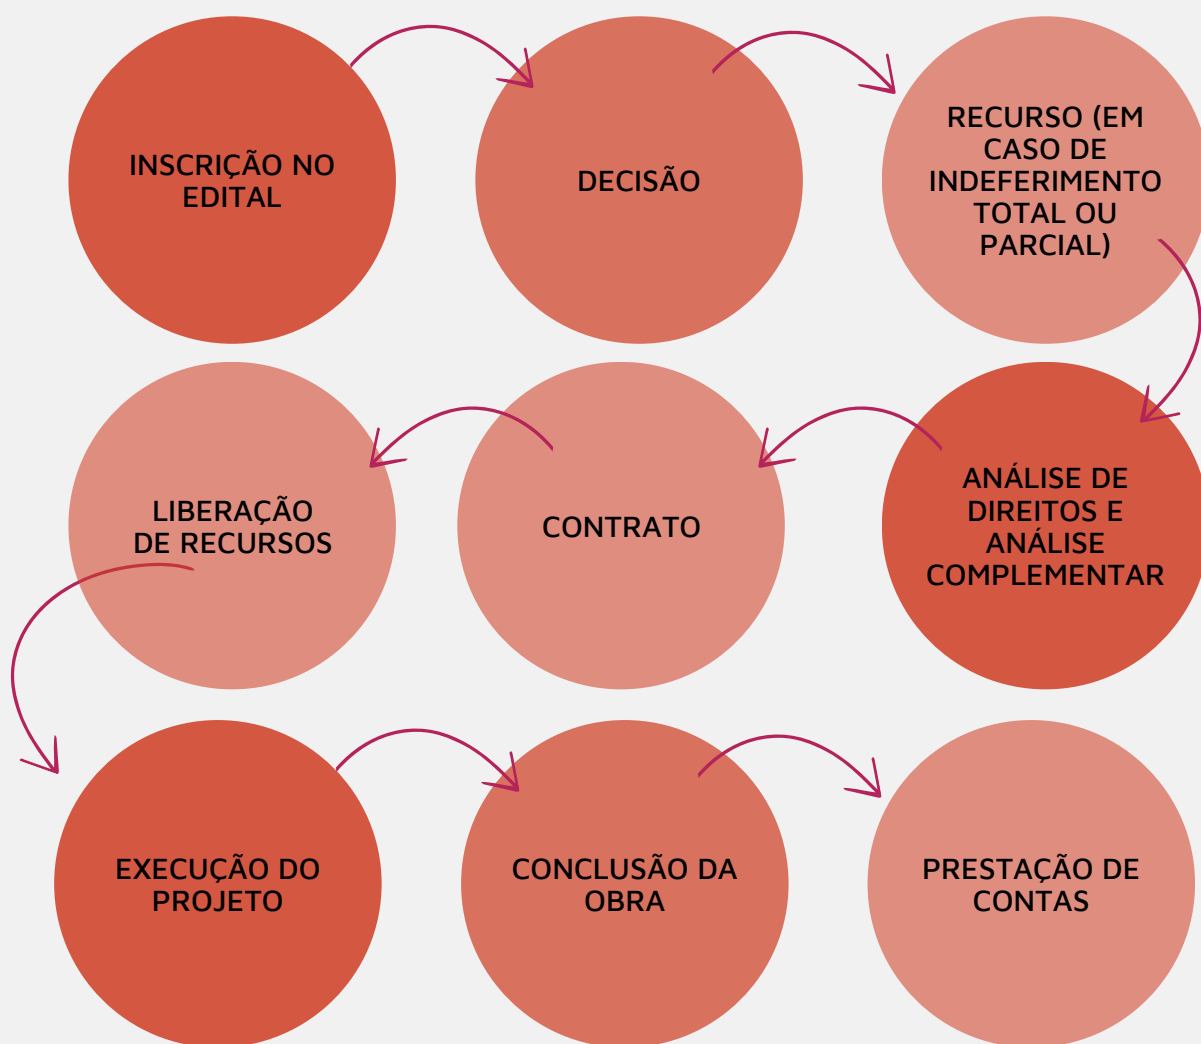 INSCRIÇÃO NO
EDITAL
DECISÃO
RECURSO (EM
CASO DE
INDEFERIMENTO
TOTAL OU
PARCIAL)
ANÁLISE DE
DIREITOS E
ANÁLISE
COMPLEMENTAR
CONTRATO
LIBERAÇÃO
DE RECURSOS
EXECUÇÃO DO
PROJETO
CONCLUSÃO DA
OBRA
PRESTAÇÃO DE
CONTAS